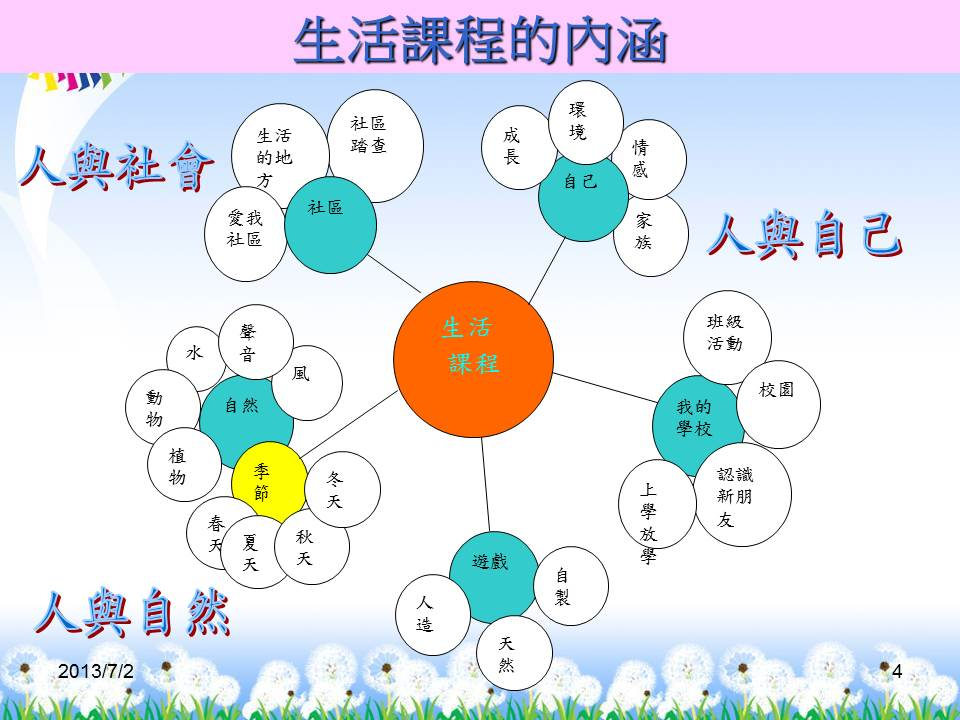 生活課程的內涵
人與社會
生活
的地
方
社區
踏查
愛我
社區
社區
成
長
環
境
情
感
家
族
自己
人與自己
生活
課程
水
聲
音
風
動
物
植
物
自然
季
節
春
天
夏
天
秋
天
冬
天
人與自然
班級
活動
校園
我的
學校
認識
新朋
友
上
學
放
學
遊戲
人
造
天
然
自
製
2013/7/2
4